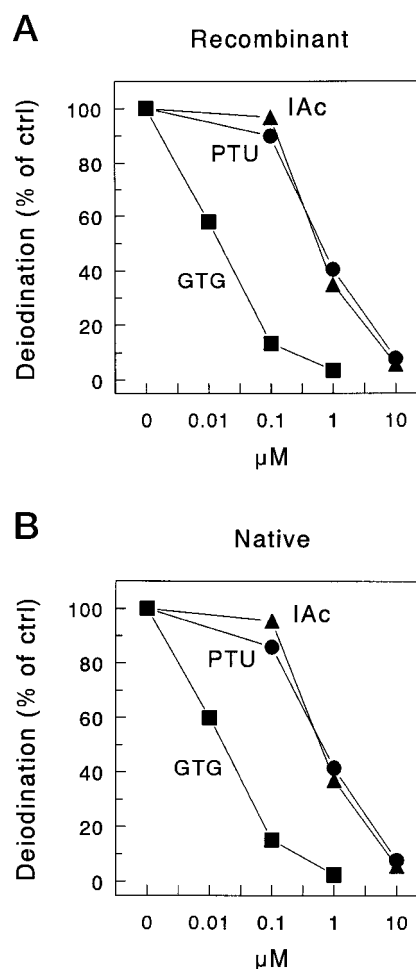 A
Recombinant
Deiodination (% of ctrl)
100
80
60
40
20
0
IAc
PTU
GTG
0 0.01 0.1 1 10
µM
B
Native
Deiodination (% of ctrl)
100
80
60
40
20
0
IAc
PTU
GTG
0 0.01 0.1 1 10
µM